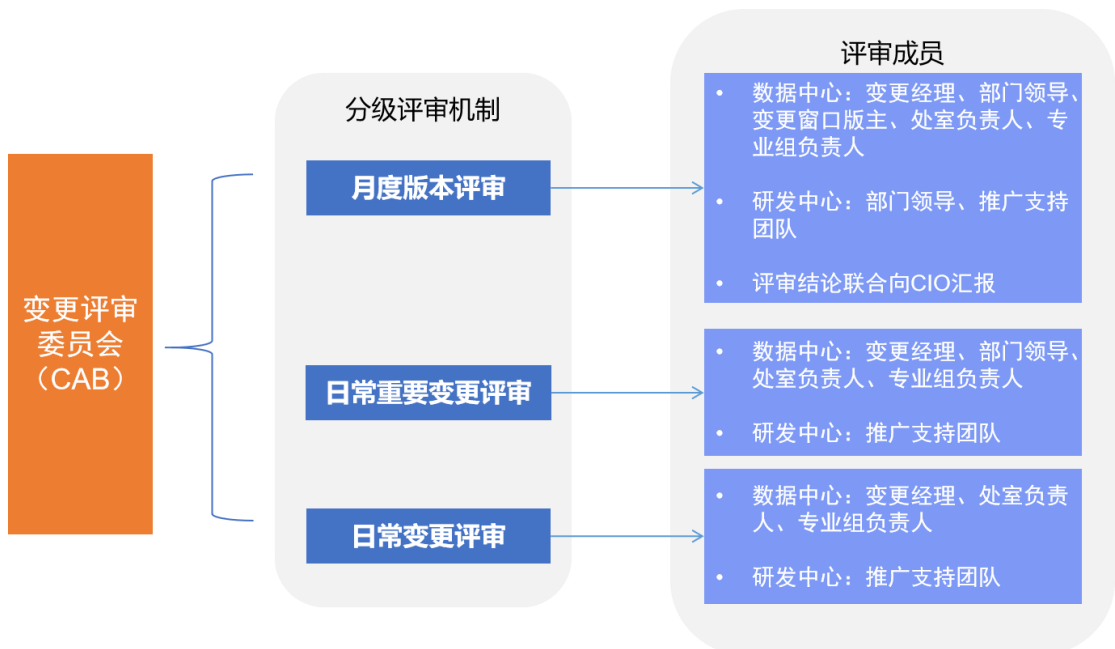 变更评审
委员会
（CAB）
分级评审机制
月度版本评审
日常重要变更评审
日常变更评审
评审成员
• 数据中心：变更经理、部门领导、
变更窗口版主、处室负责人、专
业组负责人
• 研发中心：部门领导、推广支持
团队
• 评审结论联合向CIO汇报
• 数据中心：变更经理、部门领导、
处室负责人、专业组负责人
• 研发中心：推广支持团队
• 数据中心：变更经理、处室负责
人、专业组负责人
• 研发中心：推广支持团队